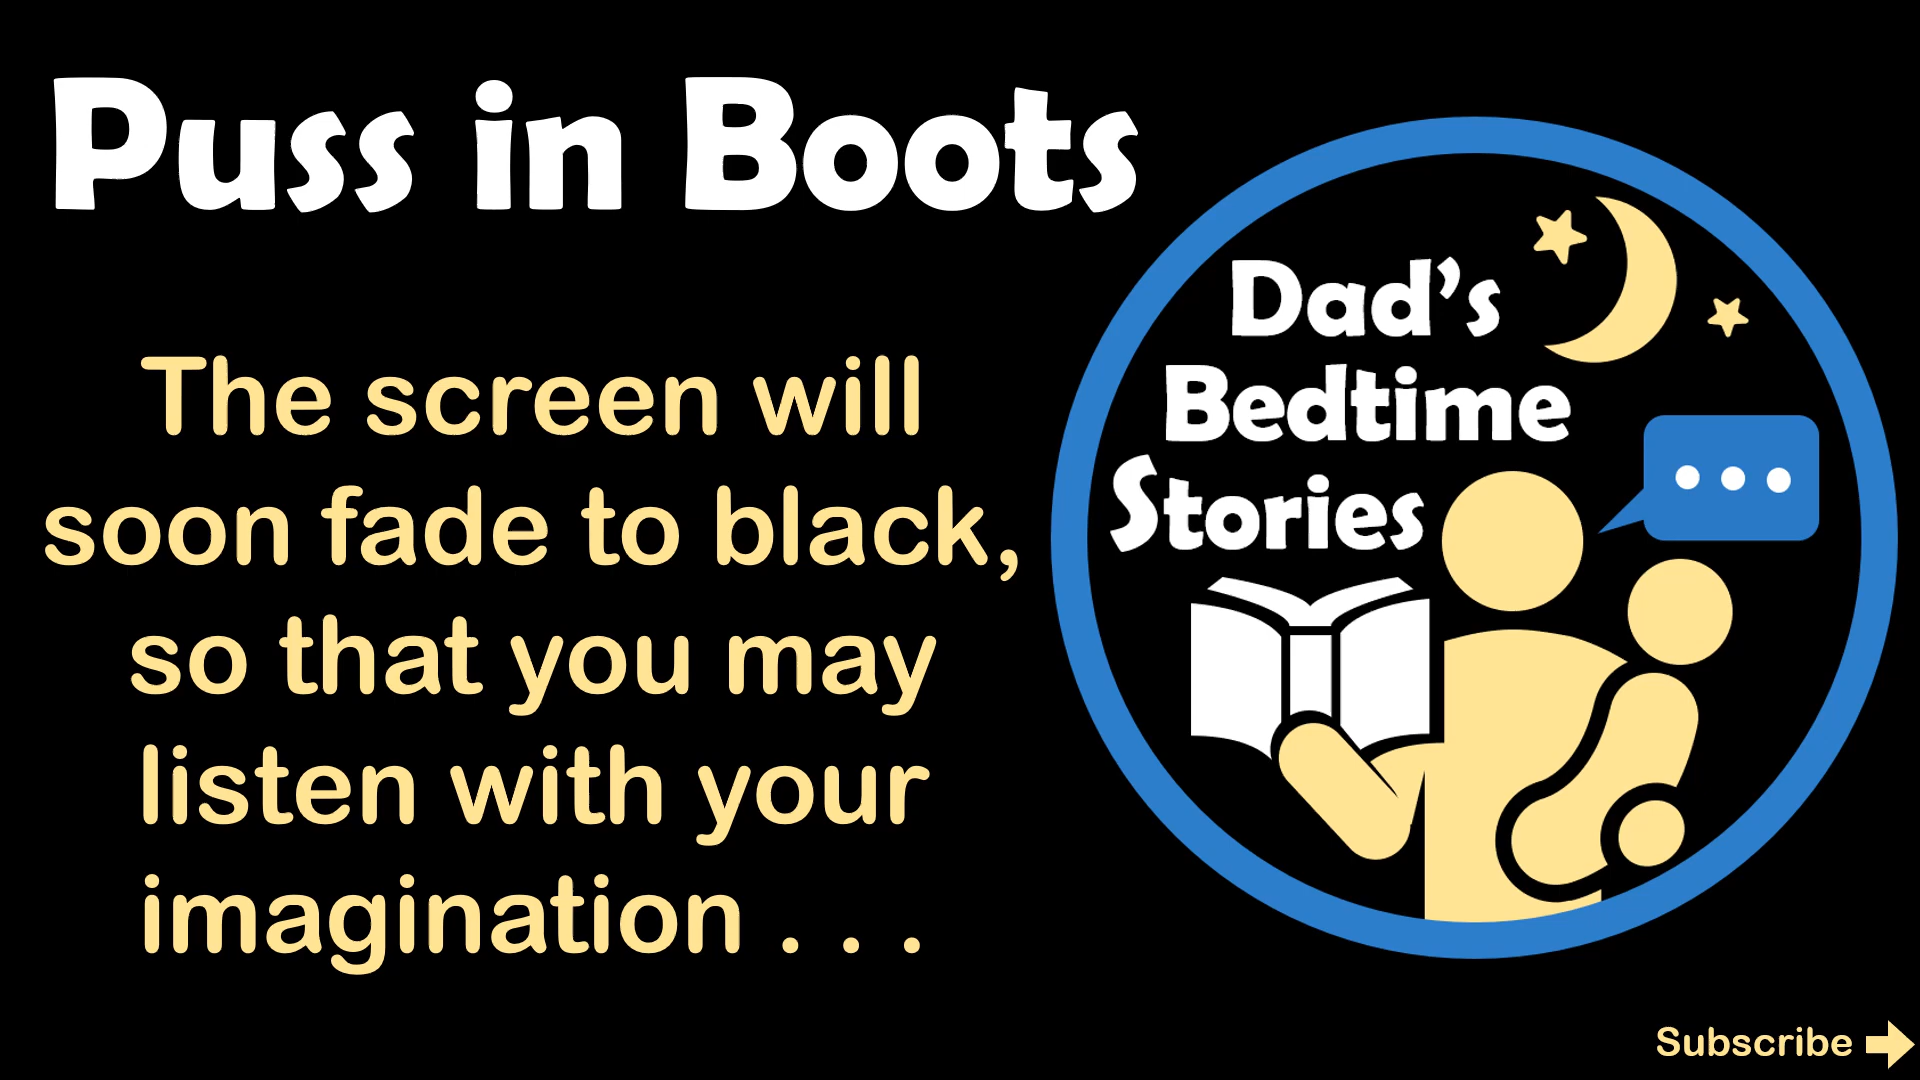 Puss in Boots
The screen will
soon fade to black,
so that you may
listen with your
imagination . . .
Dad's
Bedtime
Stories
Subscribe